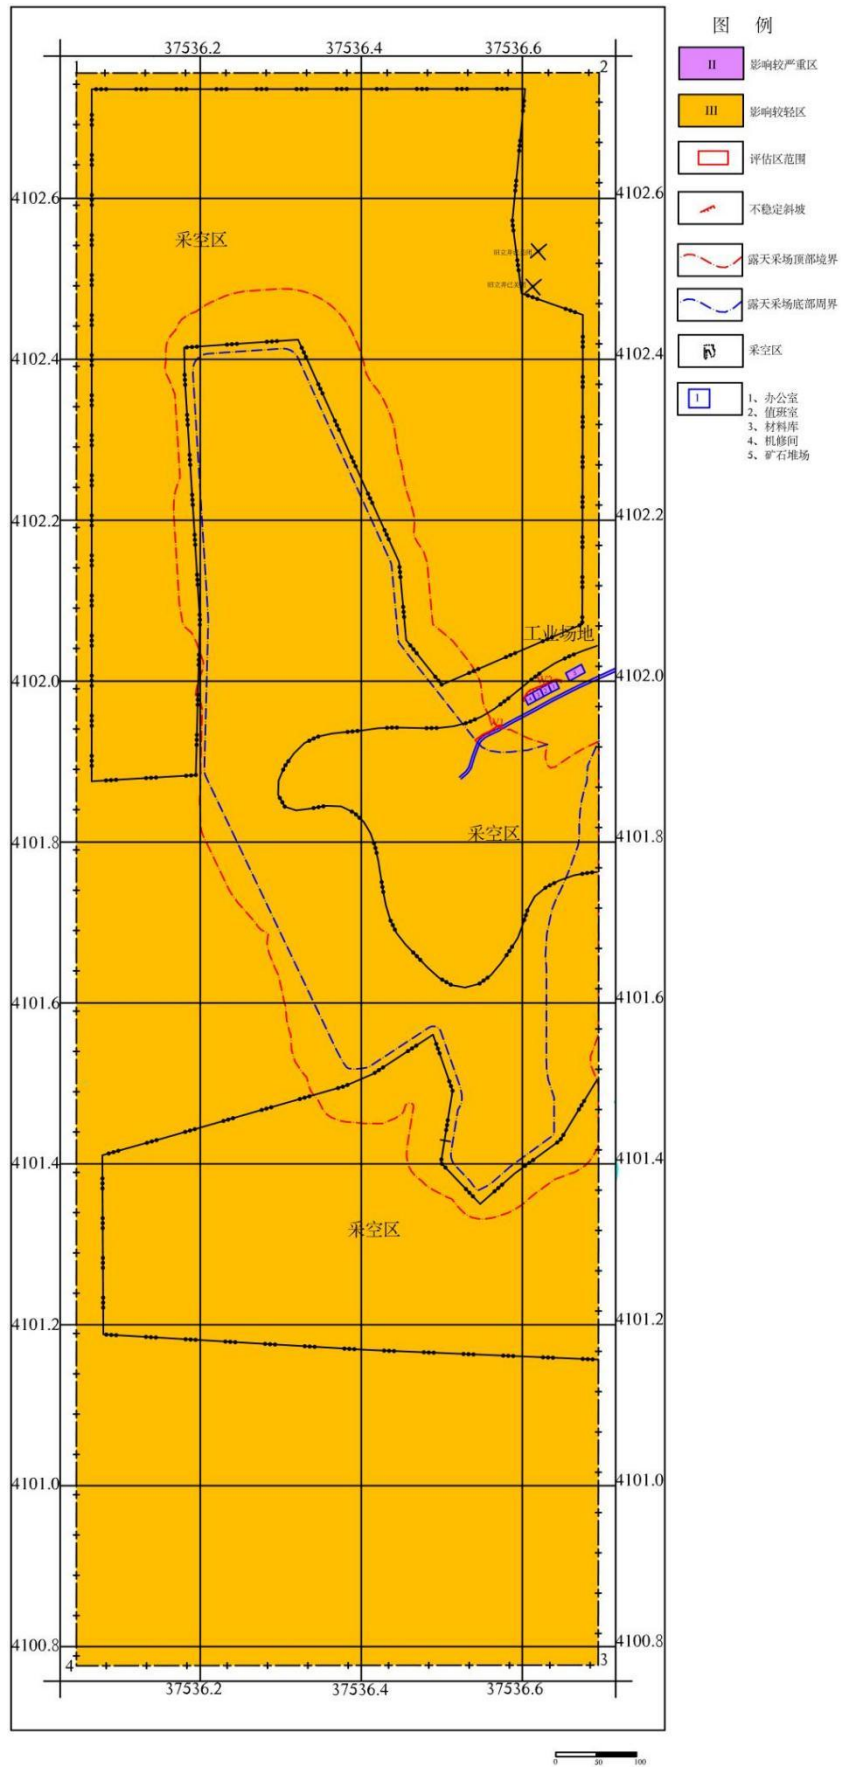 图 例
37536.2 37536.4 37536.6
2
II 影响较严重区
III 影响较轻区
评估区范围
不稳定斜坡
露天采场顶部境界
露天采场底部周界
采空区
1 1、办公室
2、值班室
3、材料库
4、机修间
5、矿石堆场
4102.6 4102.6
采空区
4102.4 4102.4
4102.2 4102.2
工业场地
4102.0 4102.0
4101.8 4101.8
采空区
4101.6 4101.6
4101.4 4101.4
采空区
4101.2 4101.2
4101.0 4101.0
4100.8 4100.8
4 3
37536.2 37536.4 37536.6
0 50 100